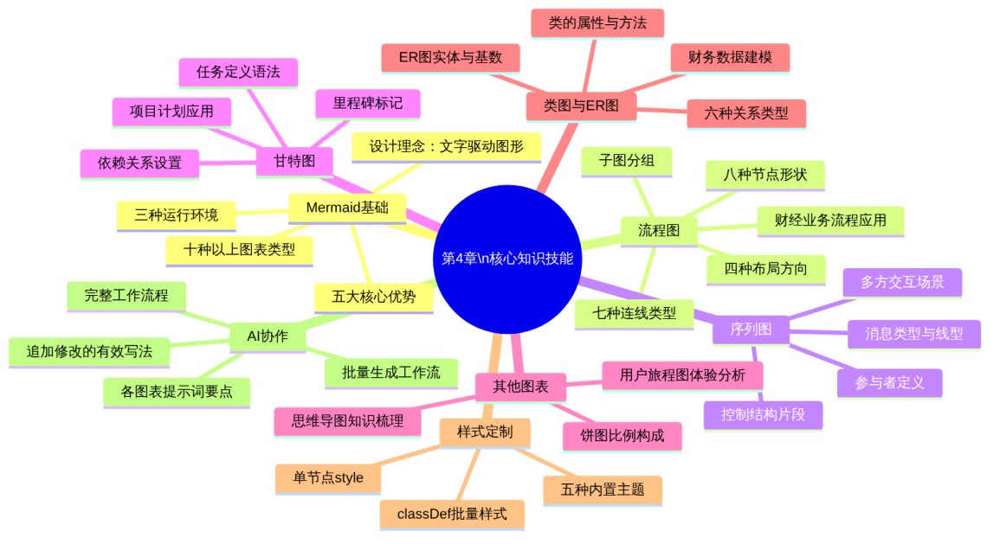 第4章\n核心知识技能
Mermaid基础
设计理念：文字驱动图形
三种运行环境
十种以上图表类型
五大核心优势
流程图
子图分组
八种节点形状
财经业务流程应用
四种布局方向
七种连线类型
序列图
多方交互场景
消息类型与线型
参与者定义
控制结构片段
类图与ER图
类的属性与方法
ER图实体与基数
财务数据建模
六种关系类型
甘特图
任务定义语法
项目计划应用
里程碑标记
依赖关系设置
其他图表
用户旅程图体验分析
思维导图知识梳理
饼图比例构成
样式定制
单节点style
classDef批量样式
五种内置主题
AI协作
完整工作流程
追加修改的有效写法
各图表提示词要点
批量生成工作流